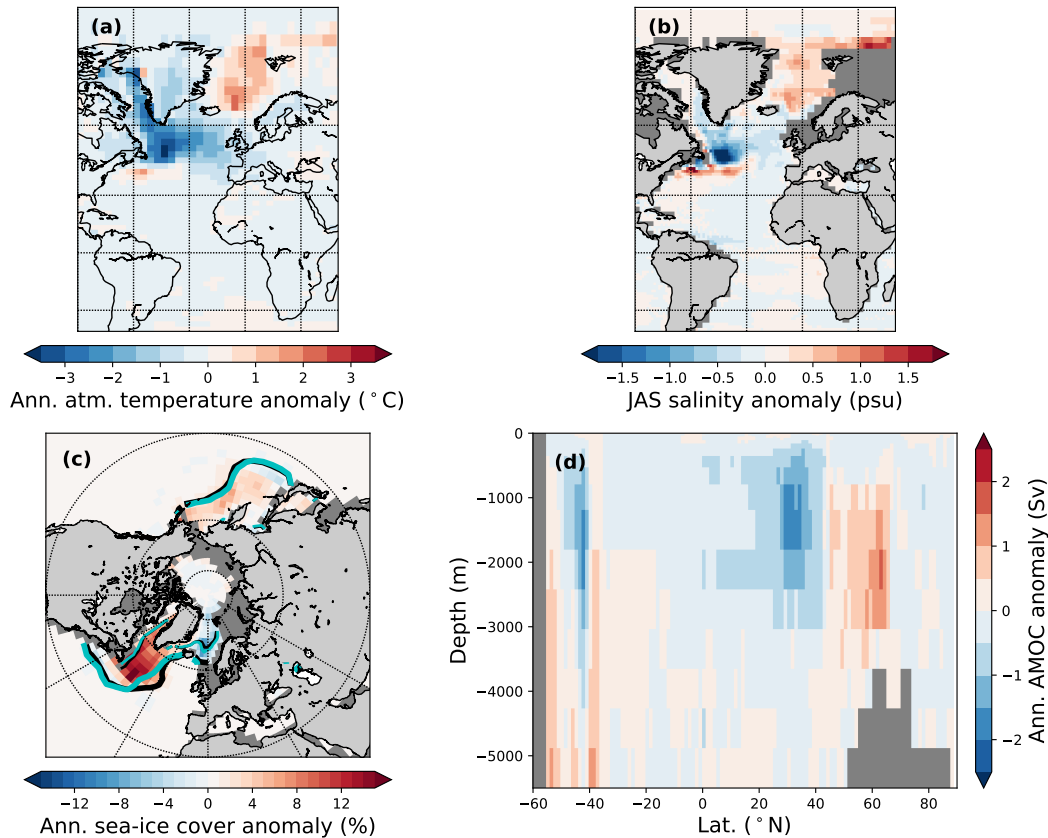 (a)
−3 −2 −1 0 1 2 3
Ann. atm. temperature anomaly (°C)
(b)
−1.5 −1.0 −0.5 0.0 0.5 1.0 1.5
JAS salinity anomaly (psu)
(c)
−12 −8 −4 0 4 8 12
Ann. sea-ice cover anomaly (%)
(d)
0
−1000
−2000
−3000
−4000
−5000
Depth (m)
−60 −40 −20 0 20 40 60 80
Lat. (°N)
2
1
0
−1
−2
Ann. AMOC anomaly (Sv)